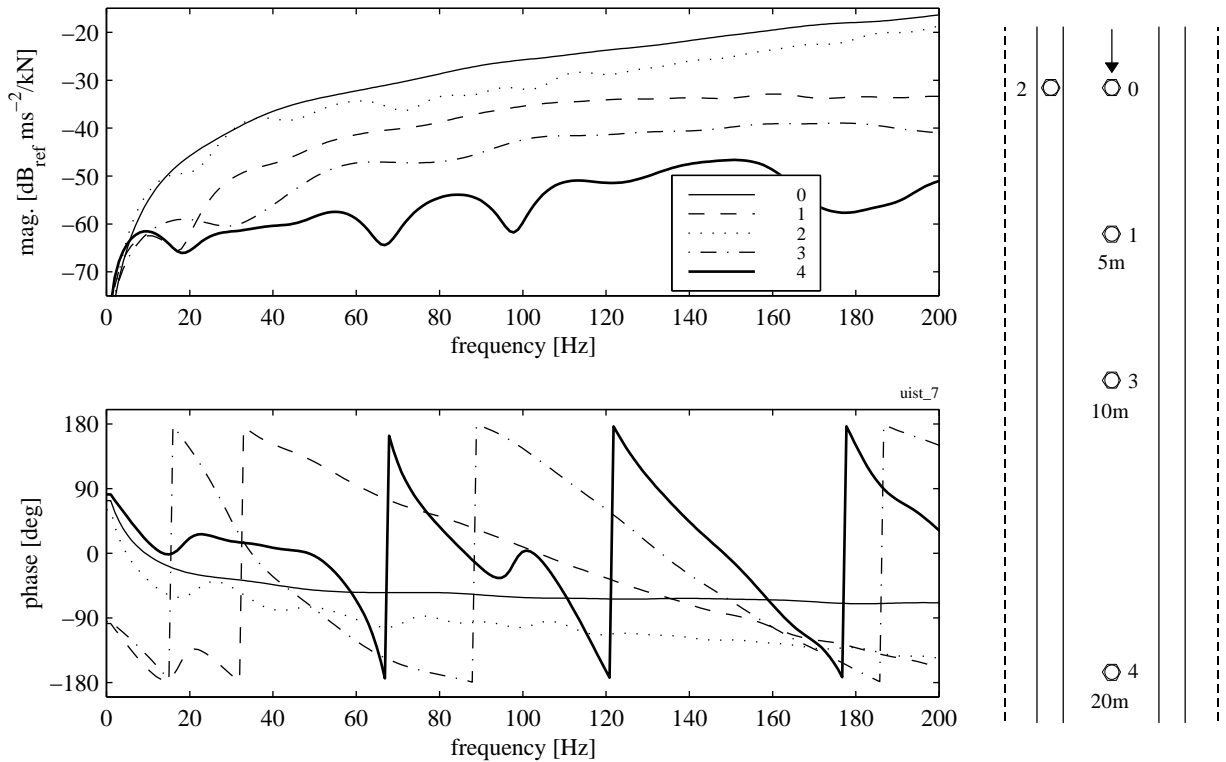 mag. [dB_ref ms^−2/kN]
−20
−30
−40
−50
−60
−70
0 20 40 60 80 100 120 140 160 180 200
frequency [Hz]
0
1
2
3
4
uist_7
phase [deg]
180
90
0
−90
−180
0 20 40 60 80 100 120 140 160 180 200
frequency [Hz]
2 0
1
5m
3
10m
4
20m